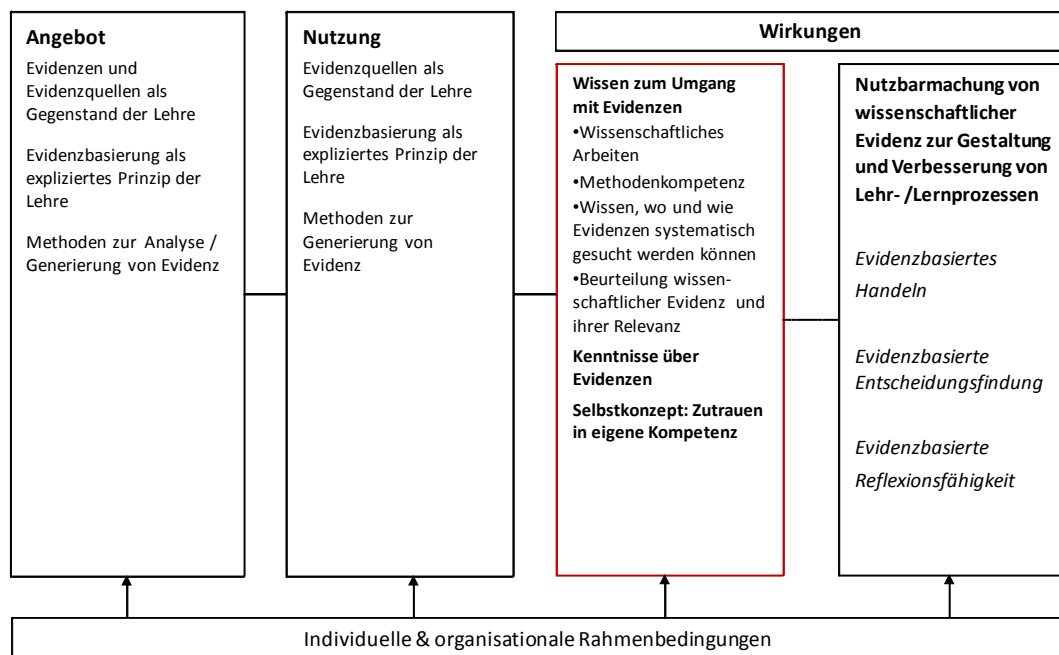 Angebot
Evidenzen und
Evidenzquellen als
Gegenstand der Lehre
Evidenzbasierung als
expliziertes Prinzip der
Lehre
Methoden zur Analyse /
Generierung von Evidenz
Nutzung
Evidenzquellen als
Gegenstand der Lehre
Evidenzbasierung als
expliziertes Prinzip der
Lehre
Methoden zur
Generierung von
Evidenz
Wirkungen
Wissen zum Umgang
mit Evidenzen
•Wissenschaftliches
Arbeiten
•Methodenkompetenz
•Wissen, wo und wie
Evidenzen systematisch
gesucht werden können
•Beurteilung wissen-
schaftlicher Evidenz und
ihrer Relevanz
Kenntnisse über
Evidenzen
Selbstkonzept: Zutrauen
in eigene Kompetenz
Nutzbarmachung von
wissenschaftlicher
Evidenz zur Gestaltung
und Verbesserung von
Lehr- /Lernprozessen
Evidenzbasiertes
Handeln
Evidenzbasierte
Entscheidungsfindung
Evidenzbasierte
Reflexionsfähigkeit
Individuelle & organisationale Rahmenbedingungen